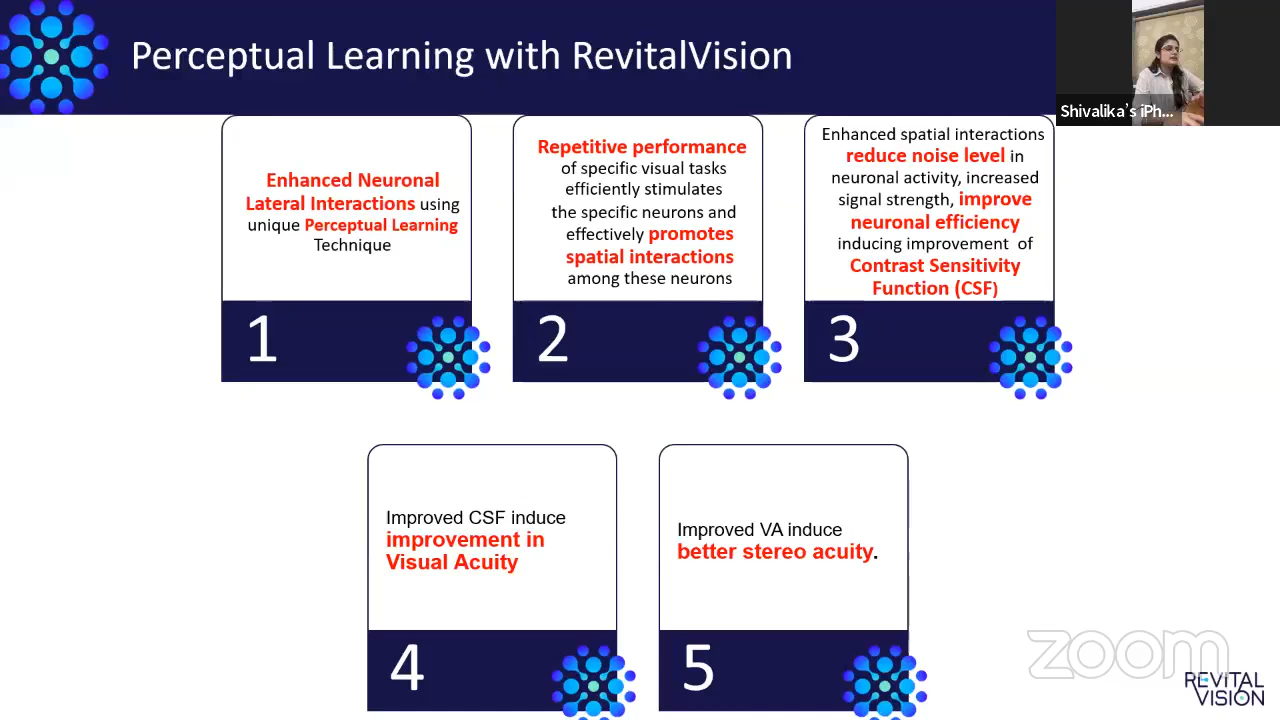 Perceptual Learning with RevitalVision
Shivalika's iPh...
Enhanced Neuronal
Lateral Interactions using
unique Perceptual Learning
Technique
1
Repetitive performance
of specific visual tasks
efficiently stimulates
the specific neurons and
effectively promotes
spatial interactions
among these neurons
2
Enhanced spatial interactions
reduce noise level in
neuronal activity, increased
signal strength, improve
neuronal efficiency
inducing improvement of
Contrast Sensitivity
Function (CSF)
3
Improved CSF induce
improvement in
Visual Acuity
4
Improved VA induce
better stereo acuity.
5
zoom
REVITAL
VISION